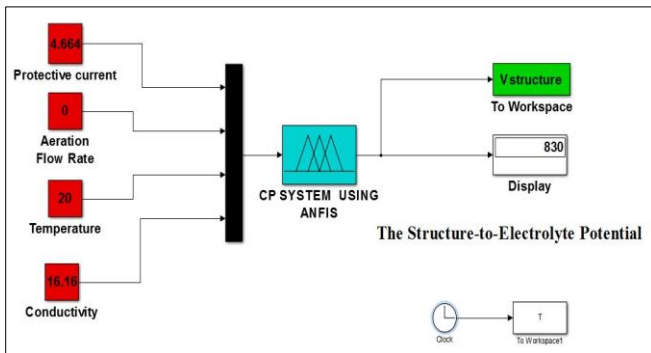 4.664
Protective current
0
Aeration
Flow Rate
20
Temperature
16.16
Conductivity
CP SYSTEM USING
ANFIS
Vstructure
To Workspace
830
Display
The Structure-to-Electrolyte Potential
Clock
T
To Workspace1